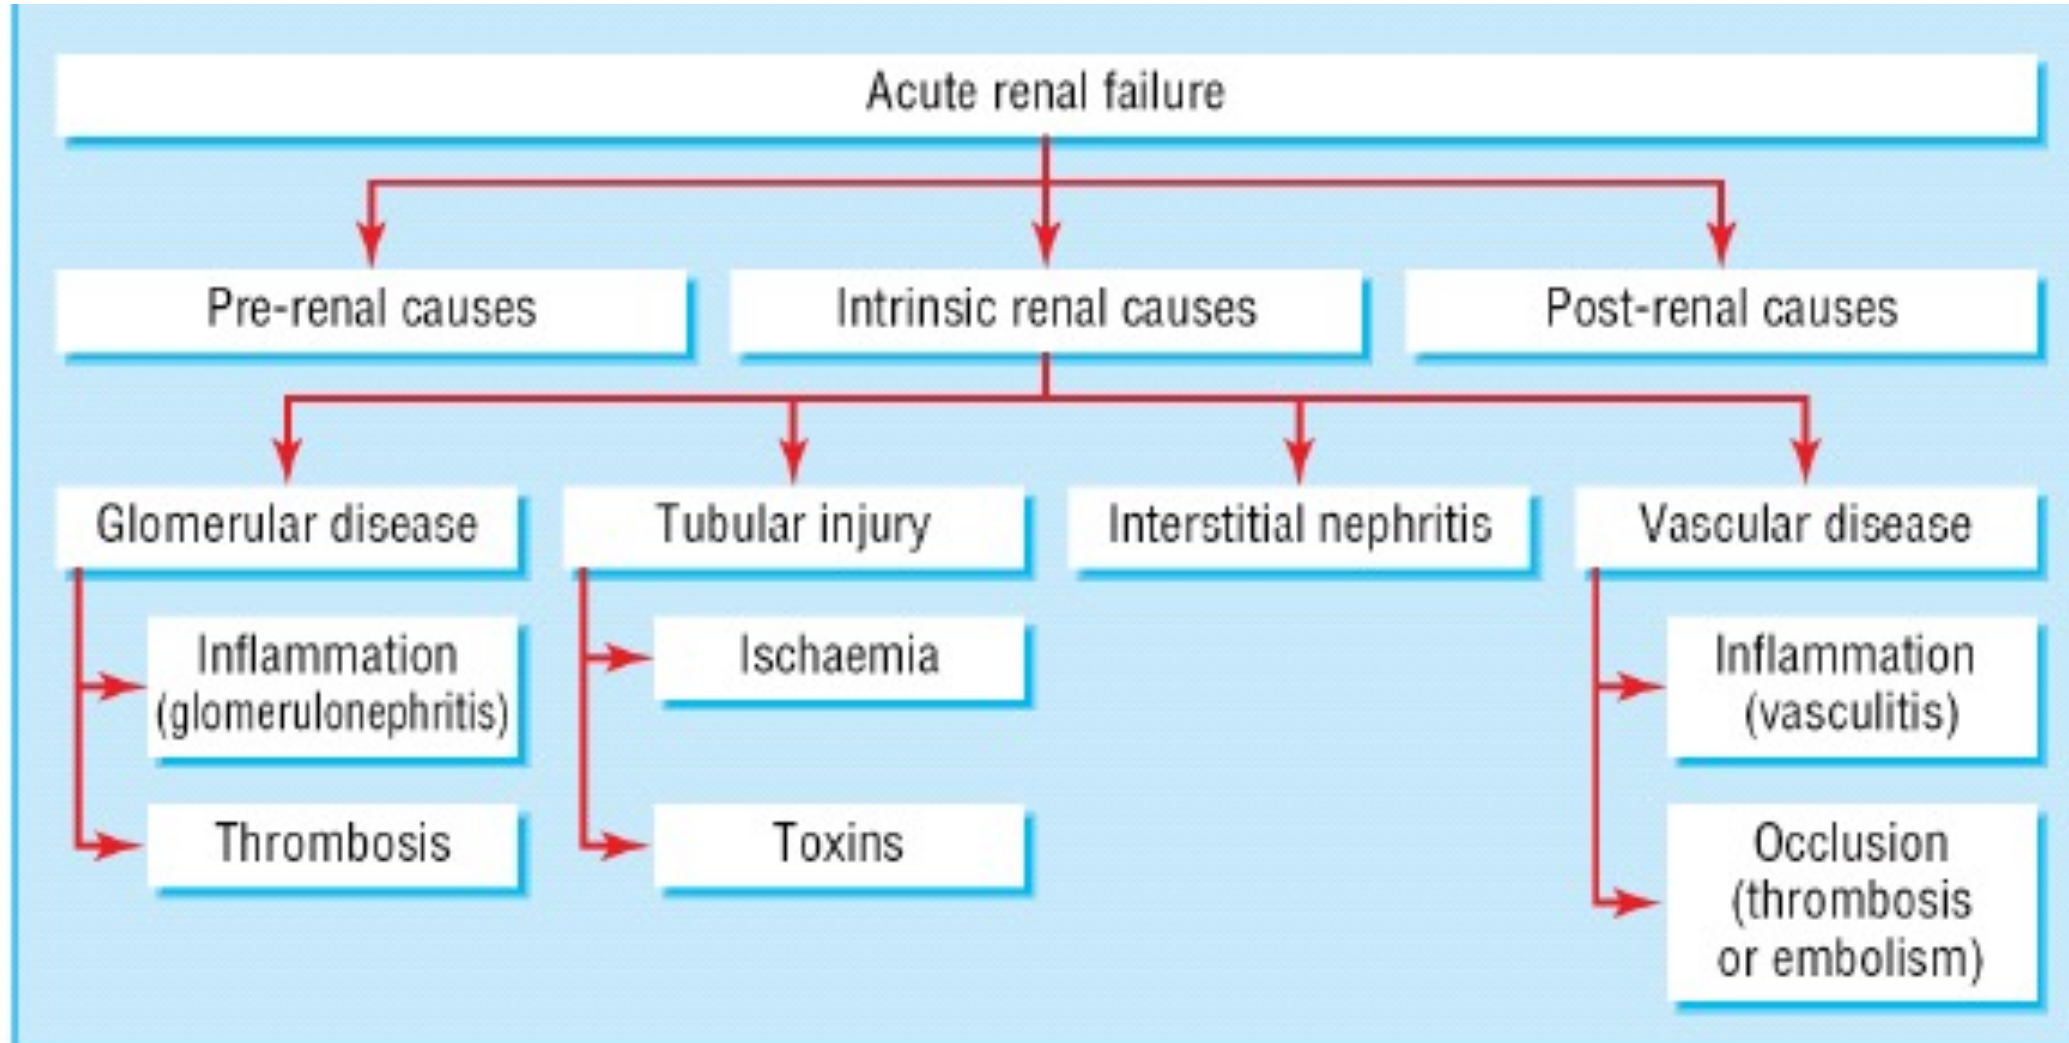 Acute renal failure
Pre-renal causes
Intrinsic renal causes
Post-renal causes
Glomerular disease
Tubular injury
Interstitial nephritis
Vascular disease
Inflammation
(glomerulonephritis)
Thrombosis
Ischaemia
Toxins
Inflammation
(vasculitis)
Occlusion
(thrombosis
or embolism)